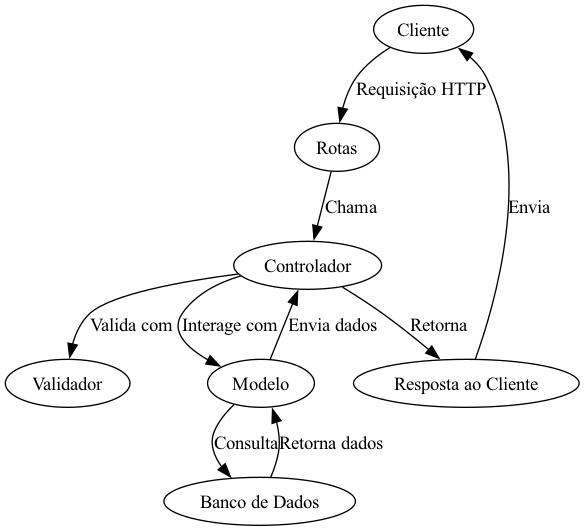 Cliente
Requisição HTTP
Rotas
Chama
Controlador
Valida com
Interage com
Envia dados
Retorna
Envia
Validador
Modelo
Resposta ao Cliente
Consulta
Retorna dados
Banco de Dados